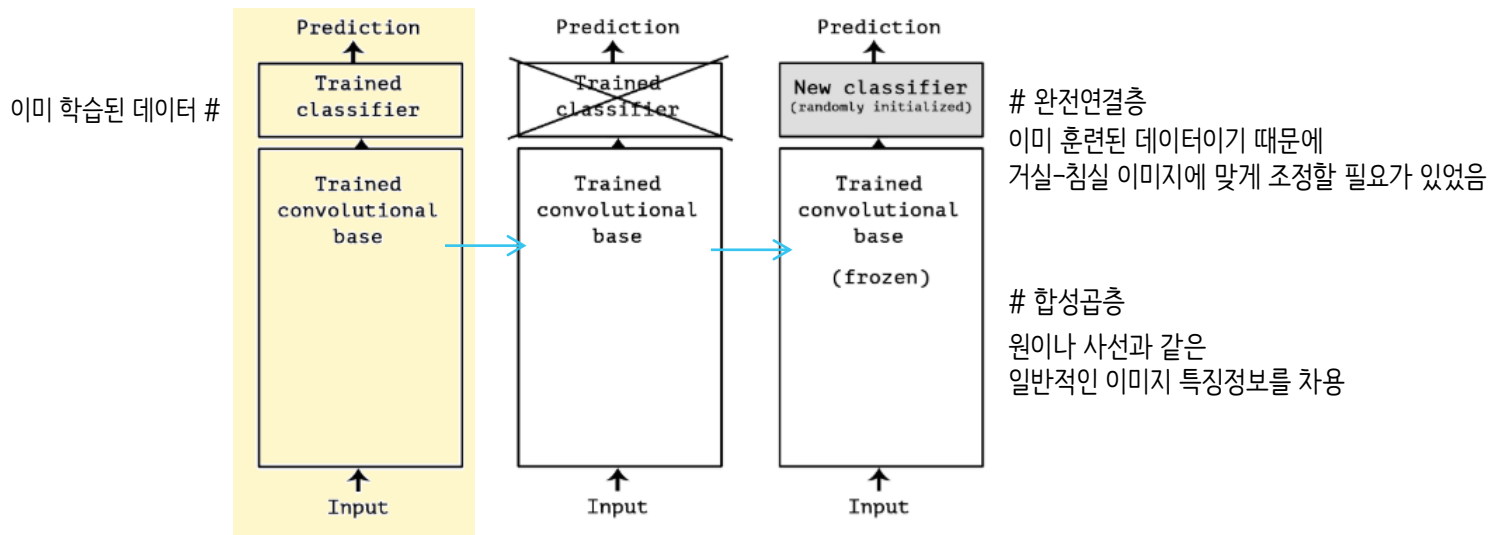 이미 학습된 데이터 #
Prediction
Trained
classifier
Trained
convolutional
base
Input
Prediction
Trained
classifier
Trained
convolutional
base
Input
Prediction
New classifier
(randomly initialized)
Trained
convolutional
base
(frozen)
Input
# 완전연결층
이미 훈련된 데이터이기 때문에
거실-침실 이미지에 맞게 조정할 필요가 있었음
# 합성곱층
원이나 사선과 같은
일반적인 이미지 특징정보를 차용